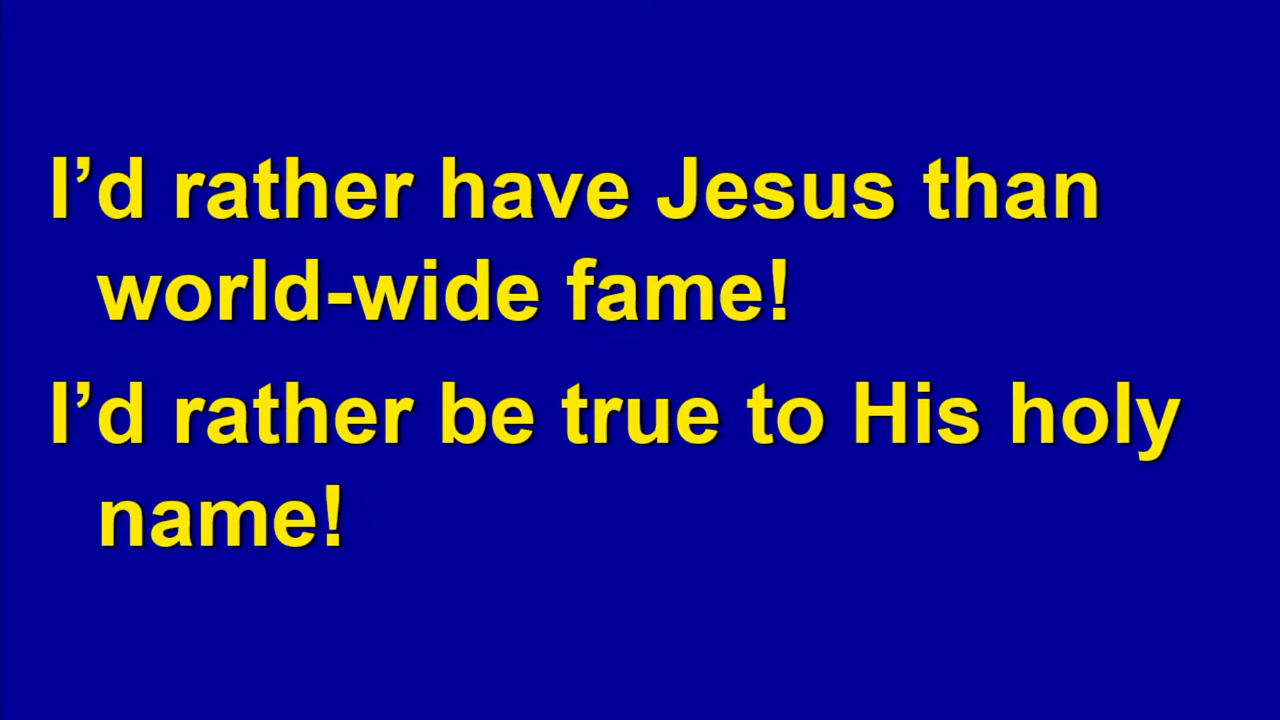 I’d rather have Jesus than
world-wide fame!
I’d rather be true to His holy
name!